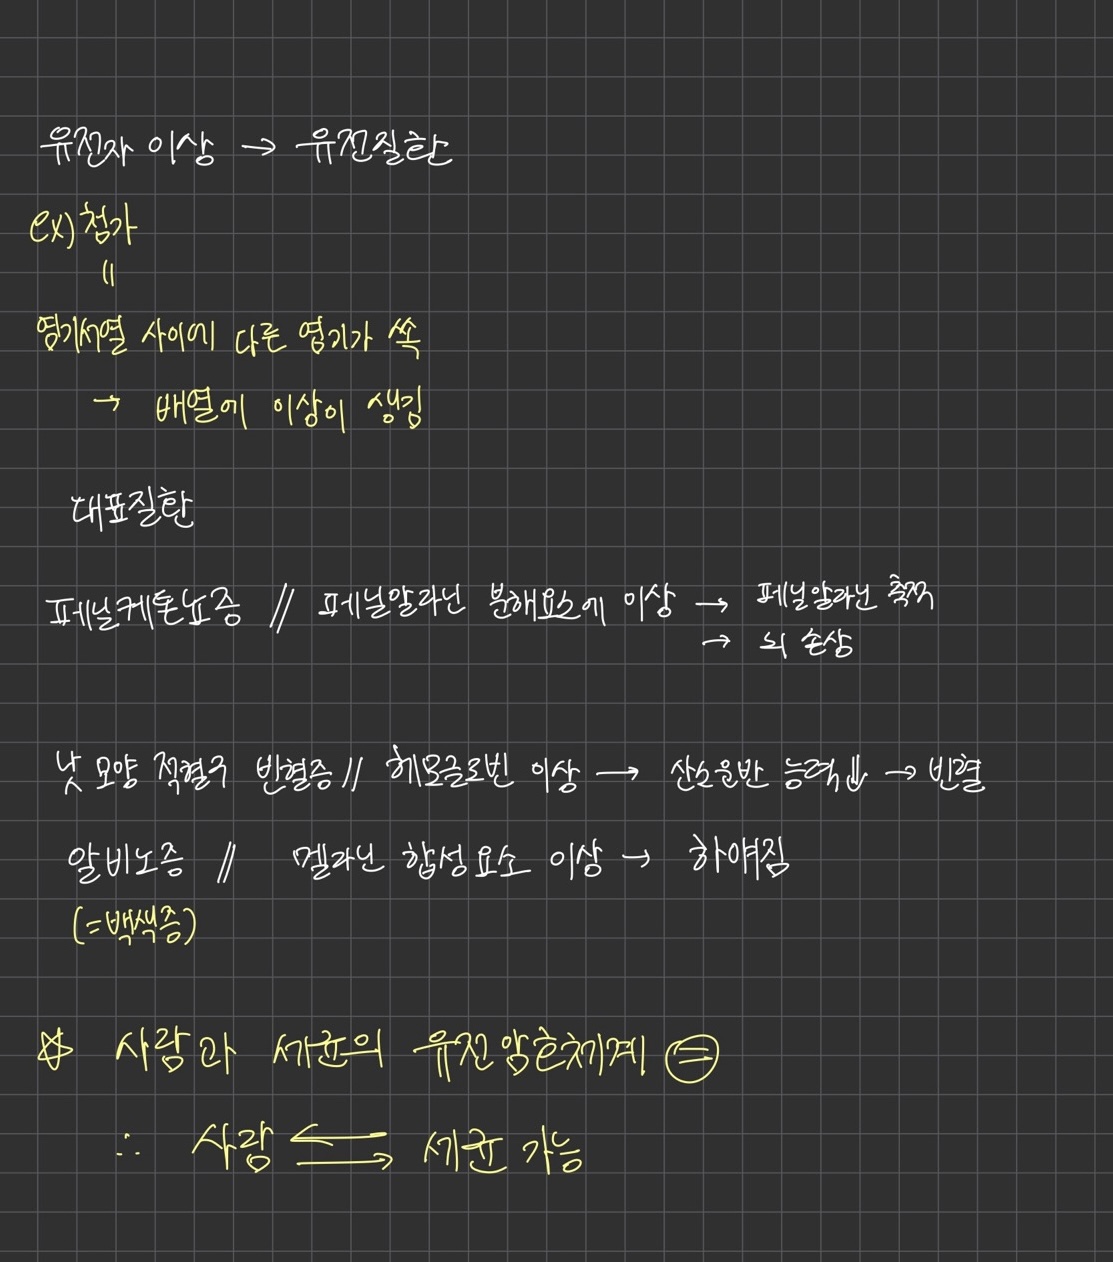 유전자 이상 → 유전질환
ex) 첨가
=
염기서열 사이에 다른 염기가 쏙
→ 배열에 이상이 생김
대표질환
페닐케톤뇨증 // 페닐알라닌 분해요소에 이상 → 페닐알라닌 축적
→ 뇌 손상
낫 모양 적혈구 빈혈증 // 헤모글로빈 이상 → 산소운반 능력↓ → 빈혈
알비노증 // 멜라닌 합성요소 이상 → 하얘짐
(=백색증)
☆ 사람과 세균의 유전암호체계 =
∴ 사람 ⇄ 세균 가능